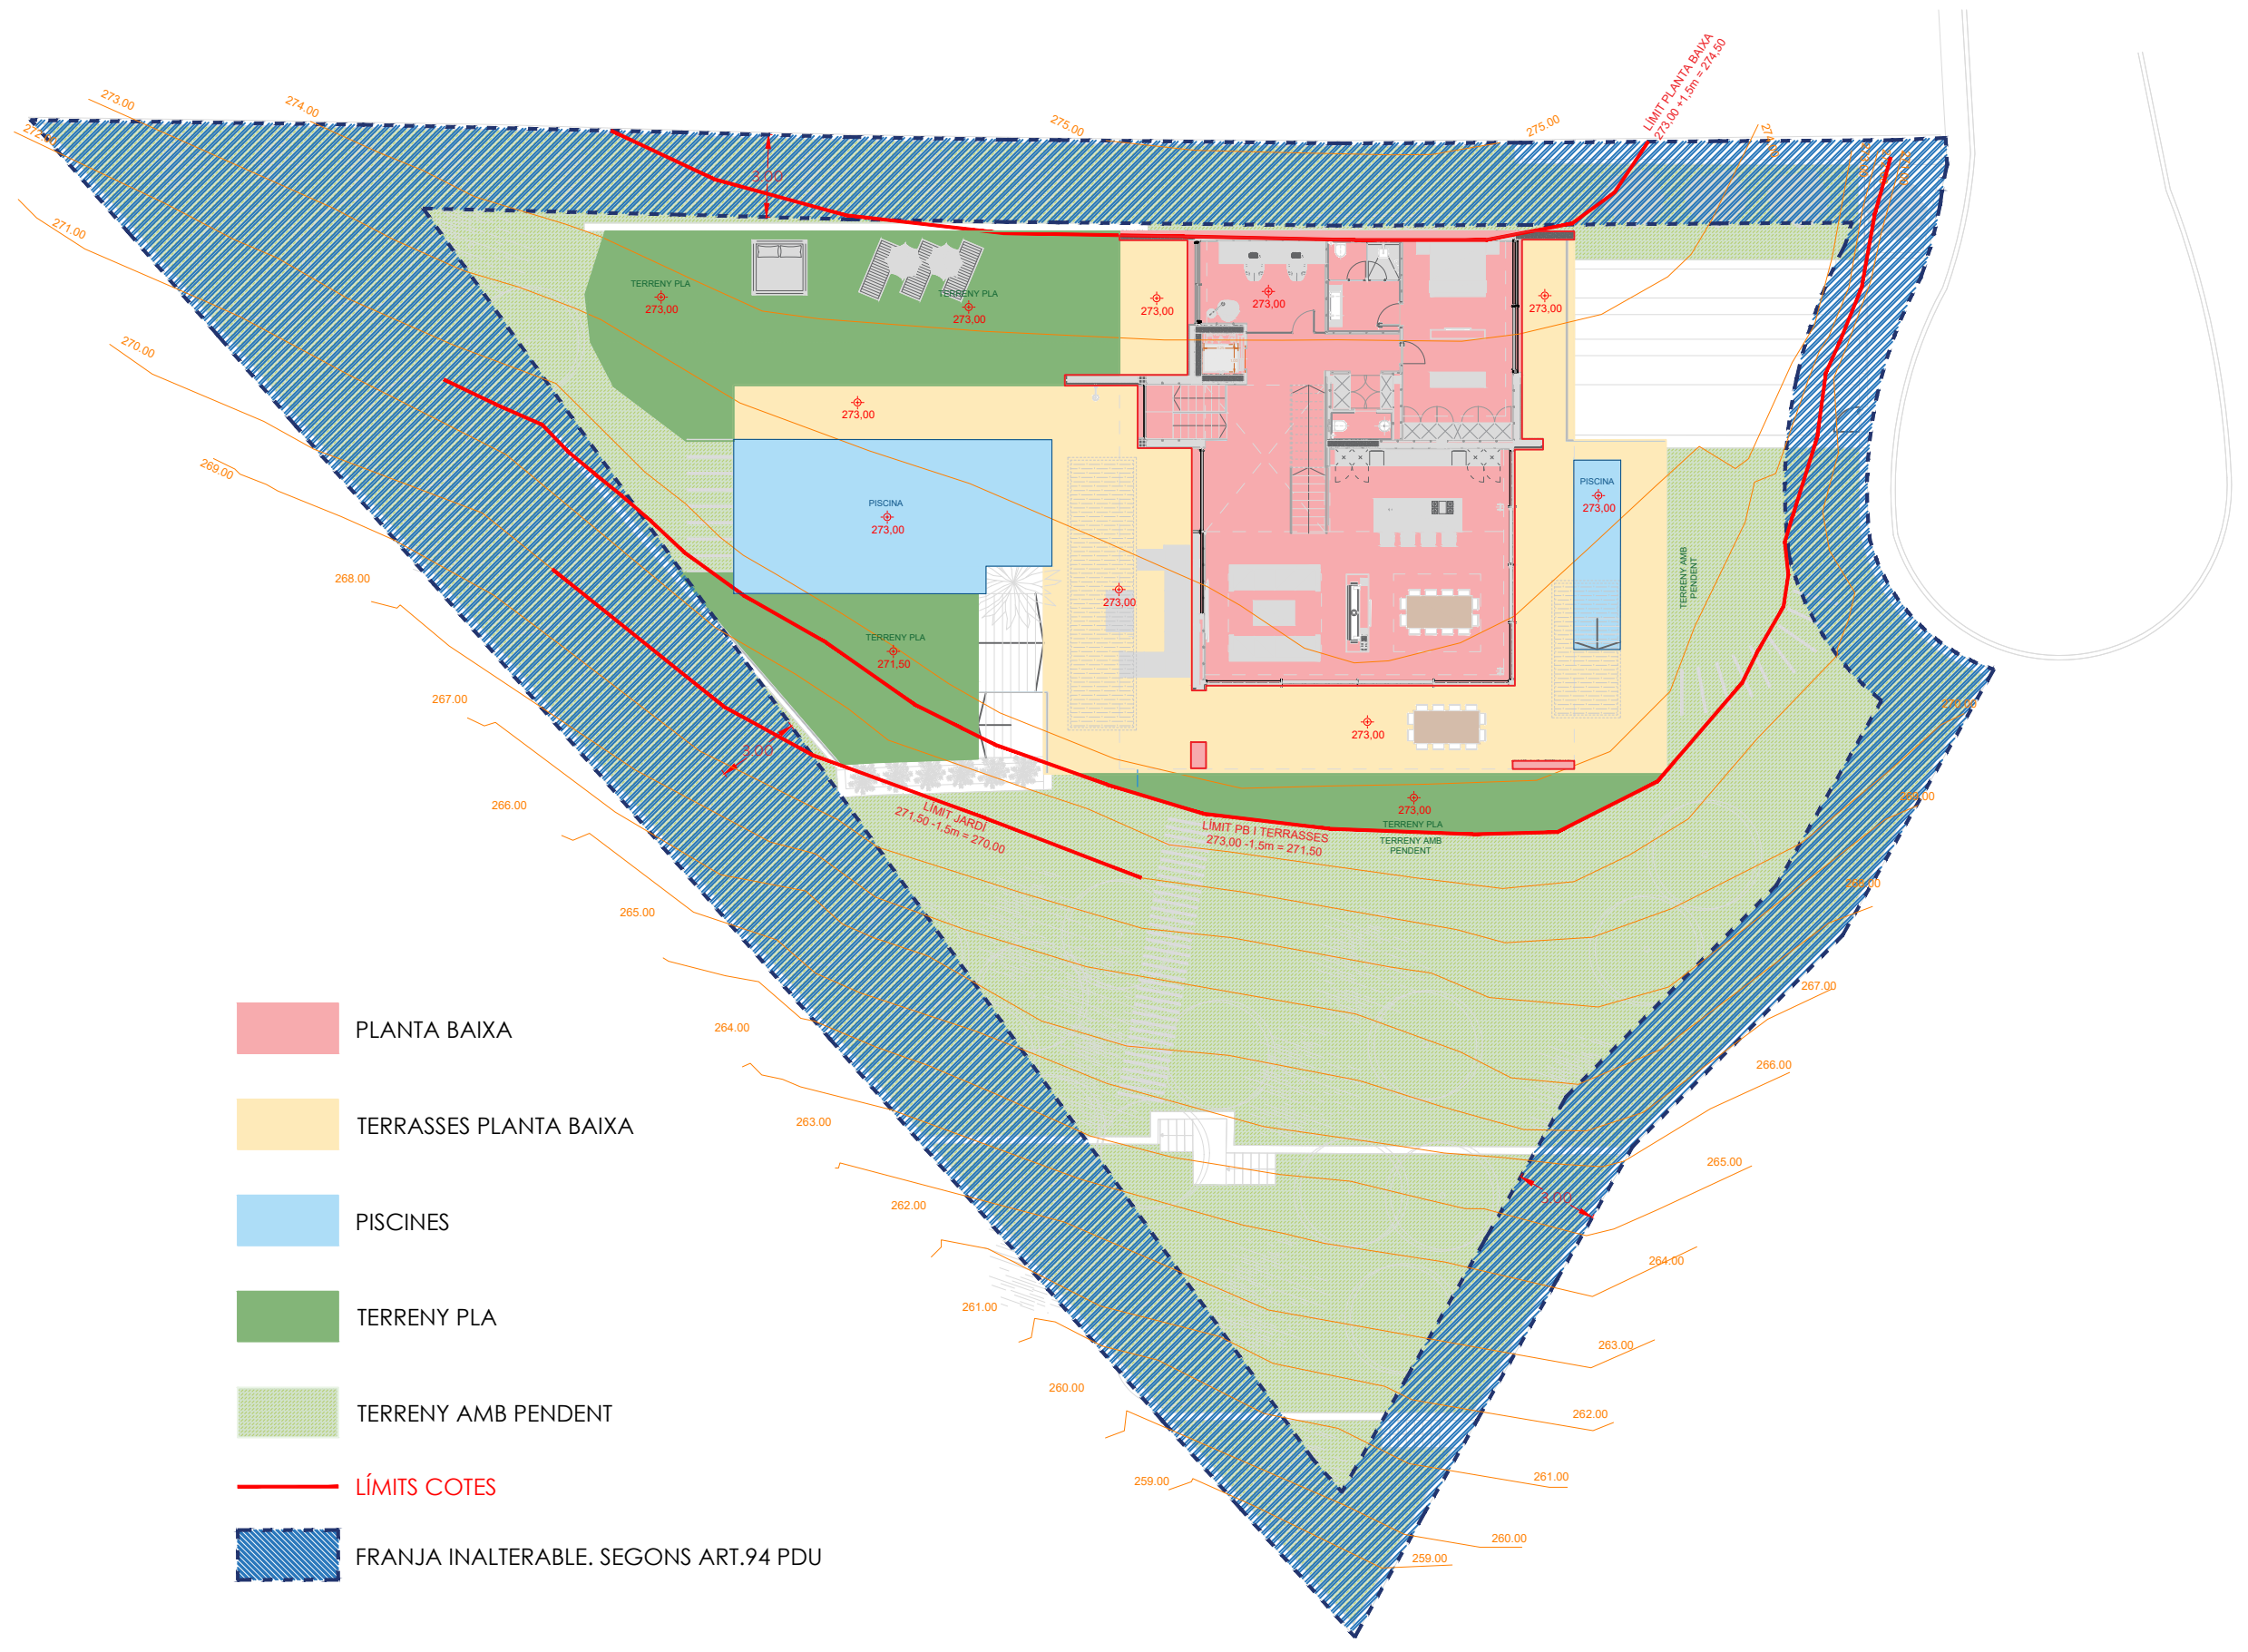 LÍMIT PLANTA BAIXA
273,00 +1,5m = 274,50
273.00
274.00
275.00
275.00
271.00
3.00
270.00
269.00
268.00
267.00
266.00
265.00
264.00
263.00
262.00
261.00
260.00
259.00
TERRENY PLA
273,00
TERRENY PLA
273,00
273,00
273,00
273,00
273,00
PISCINA
273,00
PISCINA
273,00
TERRENY AMB
PENDENT
273,00
TERRENY PLA
271,50
273,00
3.00
LÍMIT JARDÍ
271,50 -1,5m = 270.00
LÍMIT PB I TERRASSES
273,00 -1,5m = 271,50
273,00
TERRENY PLA
TERRENY AMB
PENDENT
267.00
266.00
265.00
3.00
264.00
263.00
262.00
261.00
260.00
259.00
PLANTA BAIXA
TERRASSES PLANTA BAIXA
PISCINES
TERRENY PLA
TERRENY AMB PENDENT
LÍMITS COTES
FRANJA INALTERABLE. SEGONS ART.94 PDU